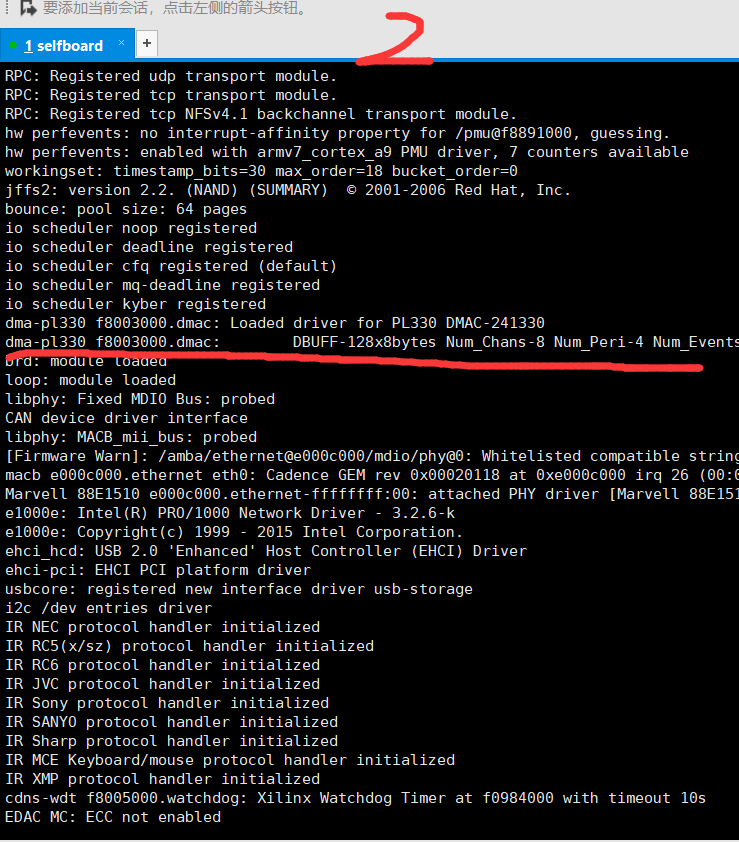 要添加当前会话，点击左侧的箭头按钮。
2
1 selfboard × +
RPC: Registered udp transport module.
RPC: Registered tcp transport module.
RPC: Registered tcp NFSv4.1 backchannel transport module.
hw perfevents: no interrupt-affinity property for /pmu@f8891000, guessing.
hw perfevents: enabled with armv7_cortex_a9 PMU driver, 7 counters available
workingset: timestamp_bits=30 max_order=18 bucket_order=0
jffs2: version 2.2. (NAND) (SUMMARY)  © 2001-2006 Red Hat, Inc.
bounce: pool size: 64 pages
io scheduler noop registered
io scheduler deadline registered
io scheduler cfq registered (default)
io scheduler mq-deadline registered
io scheduler kyber registered
dma-pl330 f8003000.dmac: Loaded driver for PL330 DMAC-241330
dma-pl330 f8003000.dmac:        DBUFF-128x8bytes Num_Chans-8 Num_Peri-4 Num_Events
brd: module loaded
loop: module loaded
libphy: Fixed MDIO Bus: probed
CAN device driver interface
libphy: MACB_mii_bus: probed
[Firmware Warn]: /amba/ethernet@e000c000/mdio/phy@0: Whitelisted compatible string
macb e000c000.ethernet eth0: Cadence GEM rev 0x00020118 at 0xe000c000 irq 26 (00:0
Marvell 88E1510 e000c000.ethernet-ffffffff:00: attached PHY driver [Marvell 88E151
e1000e: Intel(R) PRO/1000 Network Driver - 3.2.6-k
e1000e: Copyright(c) 1999 - 2015 Intel Corporation.
ehci_hcd: USB 2.0 'Enhanced' Host Controller (EHCI) Driver
ehci-pci: EHCI PCI platform driver
usbcore: registered new interface driver usb-storage
i2c /dev entries driver
IR NEC protocol handler initialized
IR RC5(x/sz) protocol handler initialized
IR RC6 protocol handler initialized
IR JVC protocol handler initialized
IR Sony protocol handler initialized
IR SANYO protocol handler initialized
IR Sharp protocol handler initialized
IR MCE Keyboard/mouse protocol handler initialized
IR XMP protocol handler initialized
cdns-wdt f8005000.watchdog: Xilinx Watchdog Timer at f0984000 with timeout 10s
EDAC MC: ECC not enabled